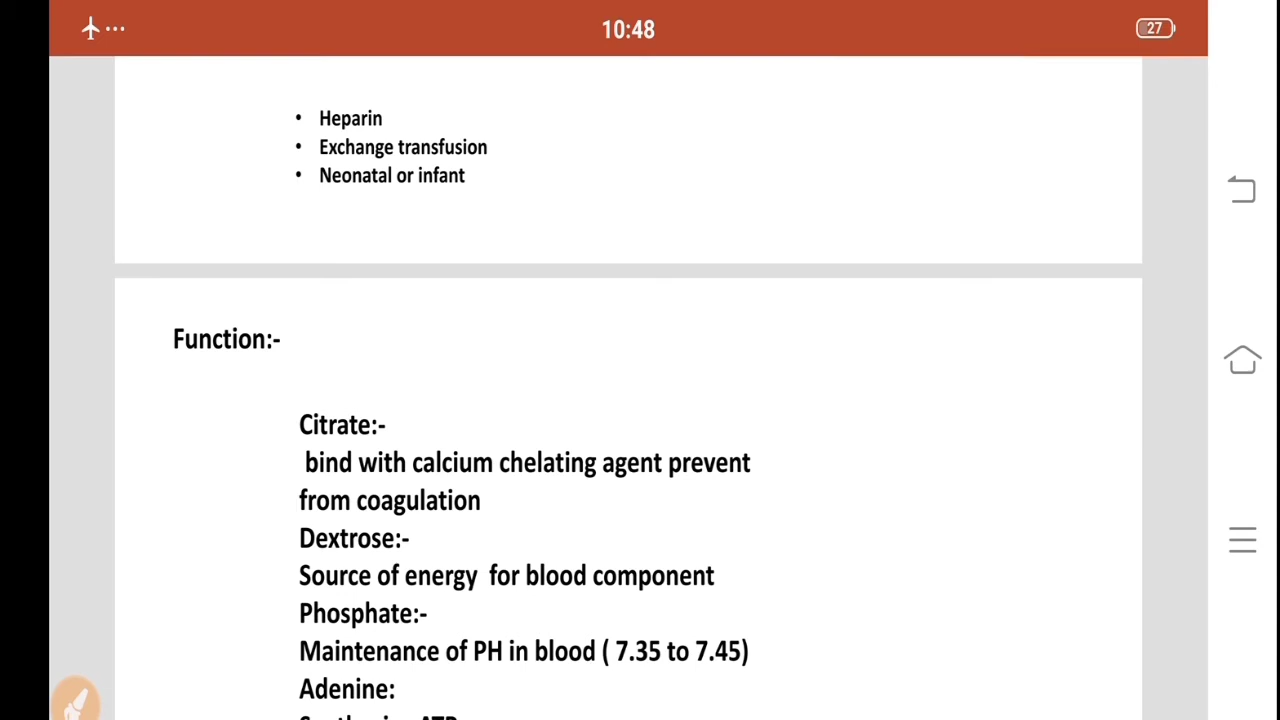 10:48
27
• Heparin
• Exchange transfusion
• Neonatal or infant
Function:-
Citrate:-
bind with calcium chelating agent prevent
from coagulation
Dextrose:-
Source of energy for blood component
Phosphate:-
Maintenance of PH in blood ( 7.35 to 7.45)
Adenine: